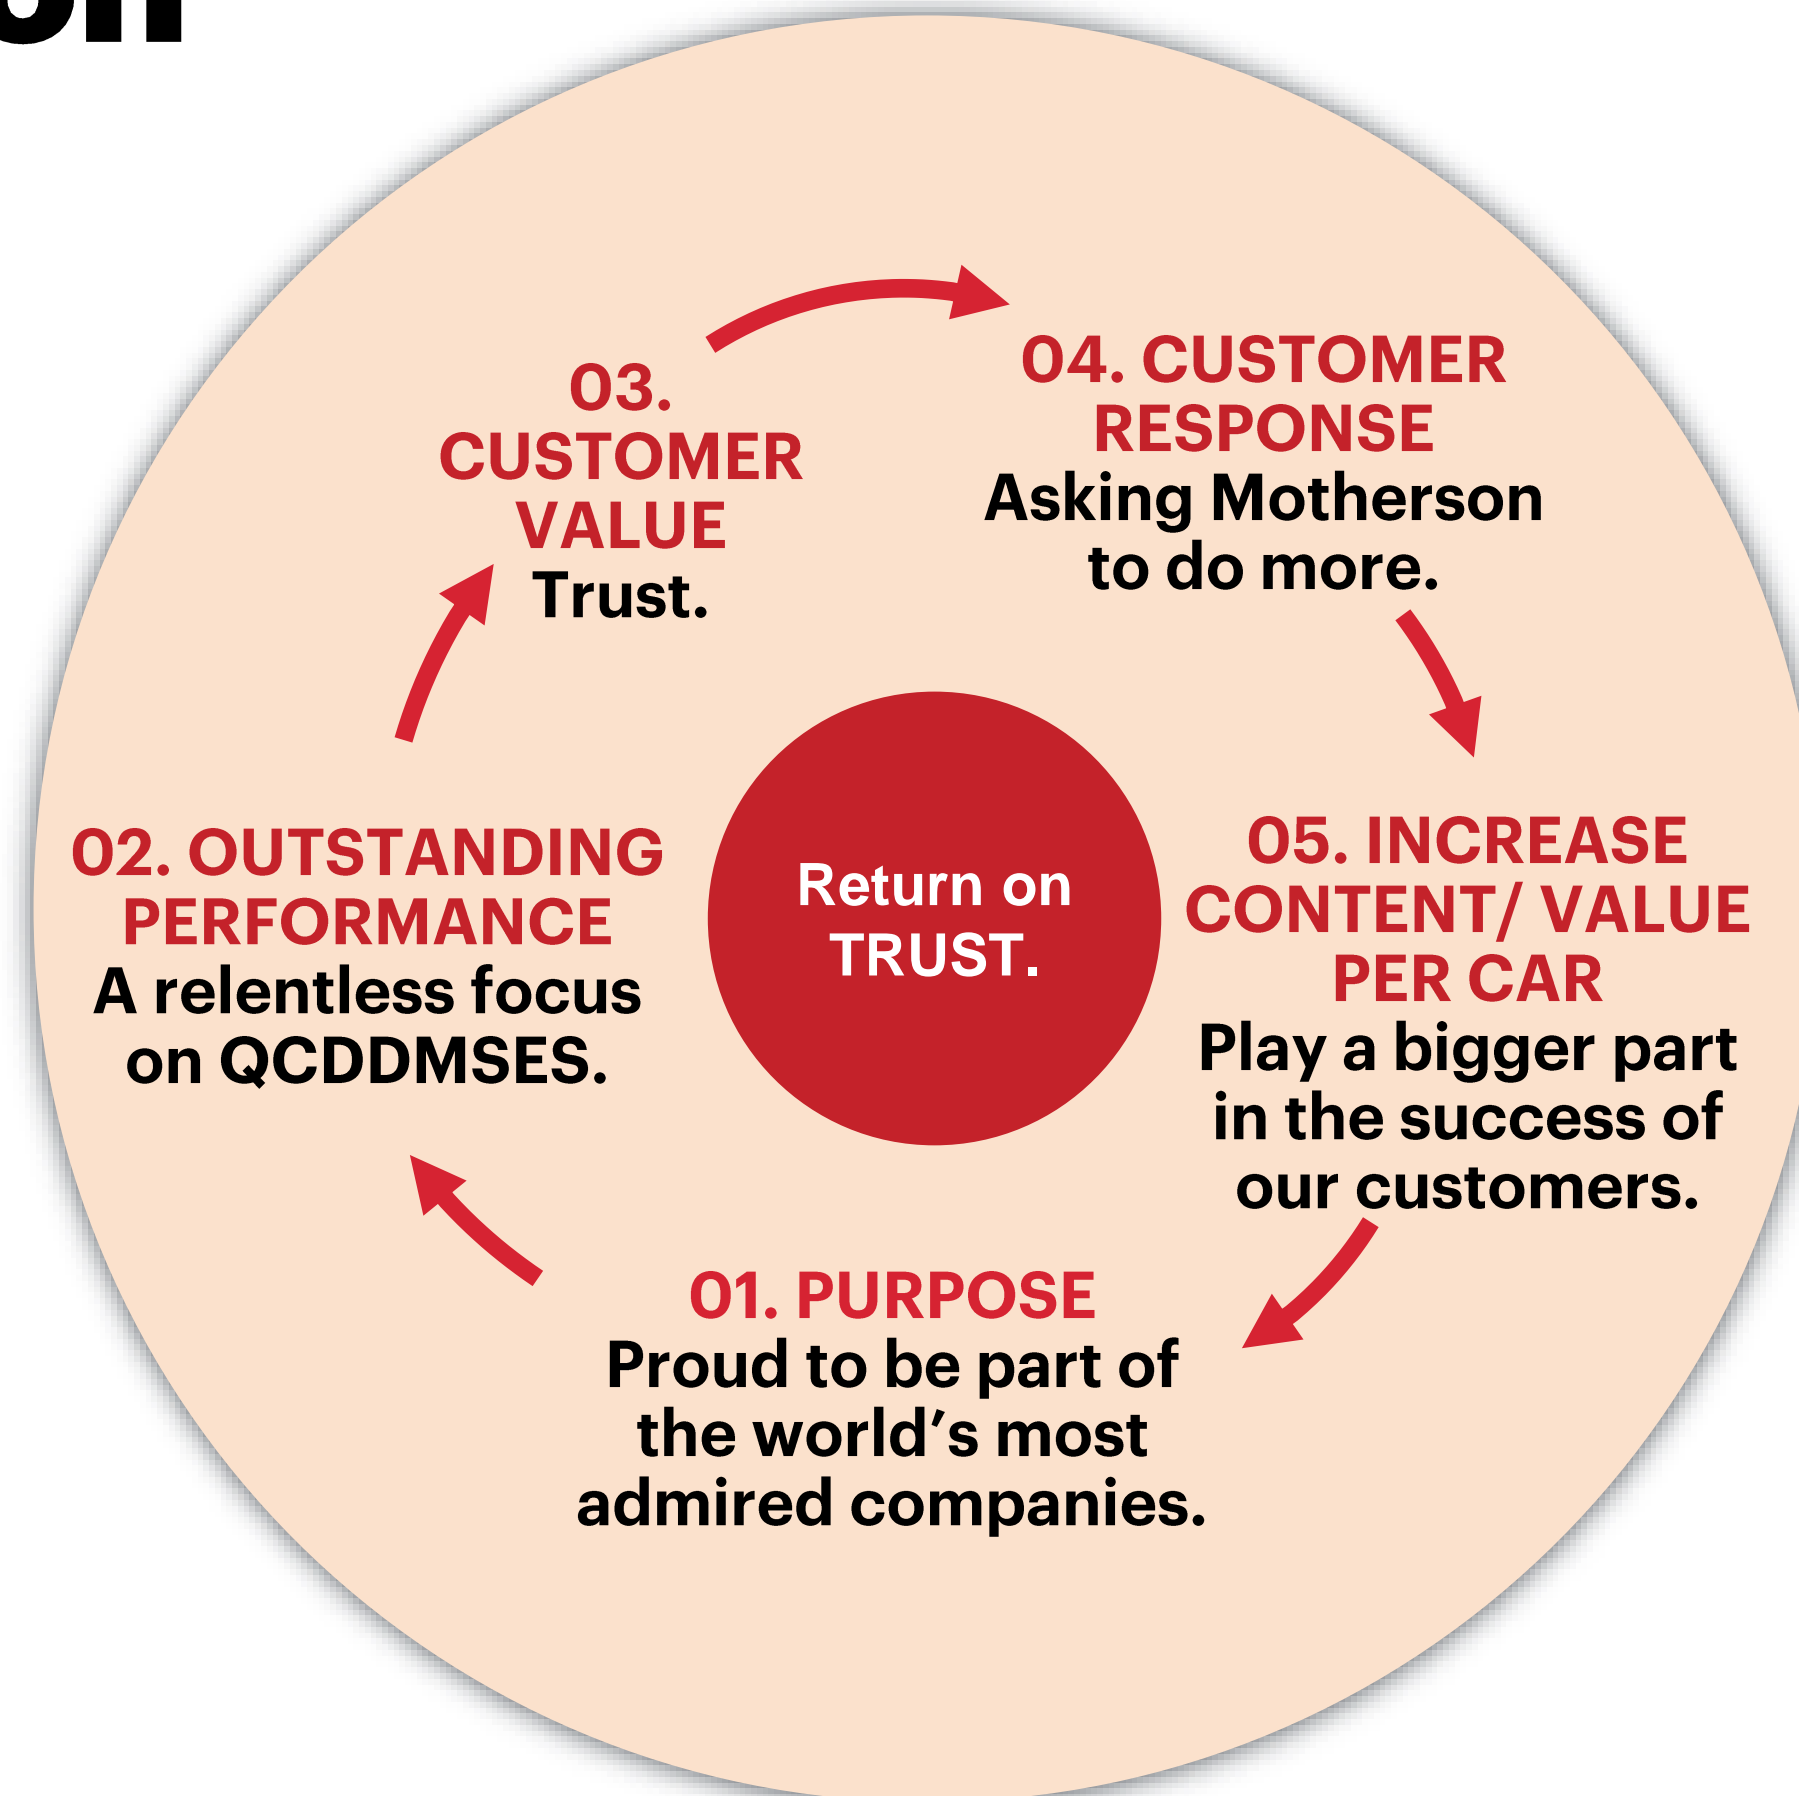 01. PURPOSE
Proud to be part of
the world’s most
admired companies.
02. OUTSTANDING
PERFORMANCE
A relentless focus
on QCDDMSES.
03.
CUSTOMER
VALUE
Trust.
04. CUSTOMER
RESPONSE
Asking Motherson
to do more.
05. INCREASE
CONTENT/ VALUE
PER CAR
Play a bigger part
in the success of
our customers.
Return on
TRUST.